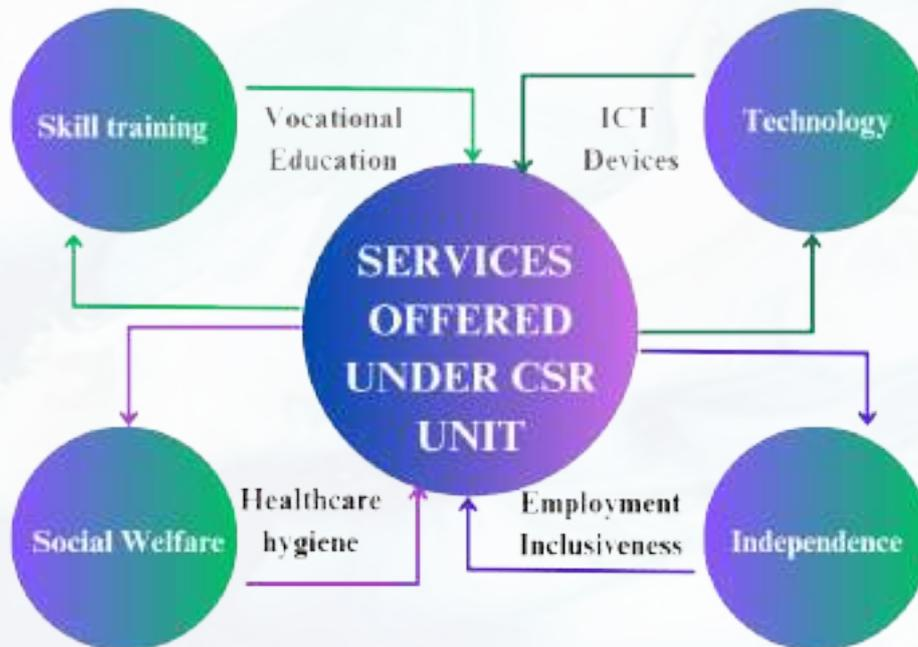 Skill training
Vocational
Education
ICT
Devices
Technology
SERVICES
OFFERED
UNDER CSR
UNIT
Social Welfare
Healthcare
hygiene
Employment
Inclusiveness
Independence